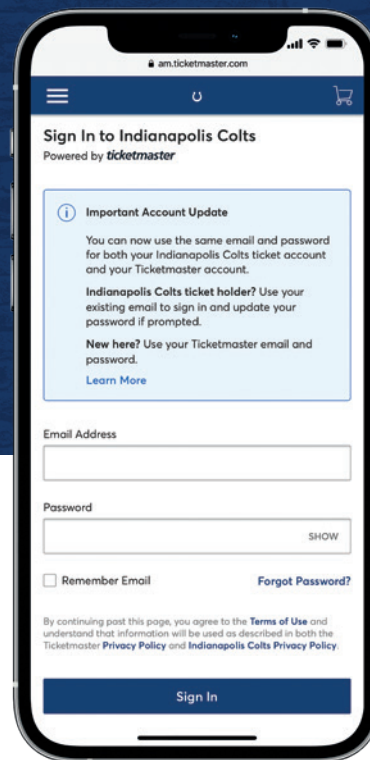 am.ticketmaster.com
Sign In to Indianapolis Colts
Powered by ticketmaster
Important Account Update
You can now use the same email and password
for both your Indianapolis Colts ticket account
and your Ticketmaster account.
Indianapolis Colts ticket holder? Use your
existing email to sign in and update your
password if prompted.
New here? Use your Ticketmaster email and
password.
Learn More
Email Address
Password
SHOW
Remember Email Forgot Password?
By continuing past this page, you agree to the Terms of Use and
understand that information will be used as described in both the
Ticketmaster Privacy Policy and Indianapolis Colts Privacy Policy.
Sign In